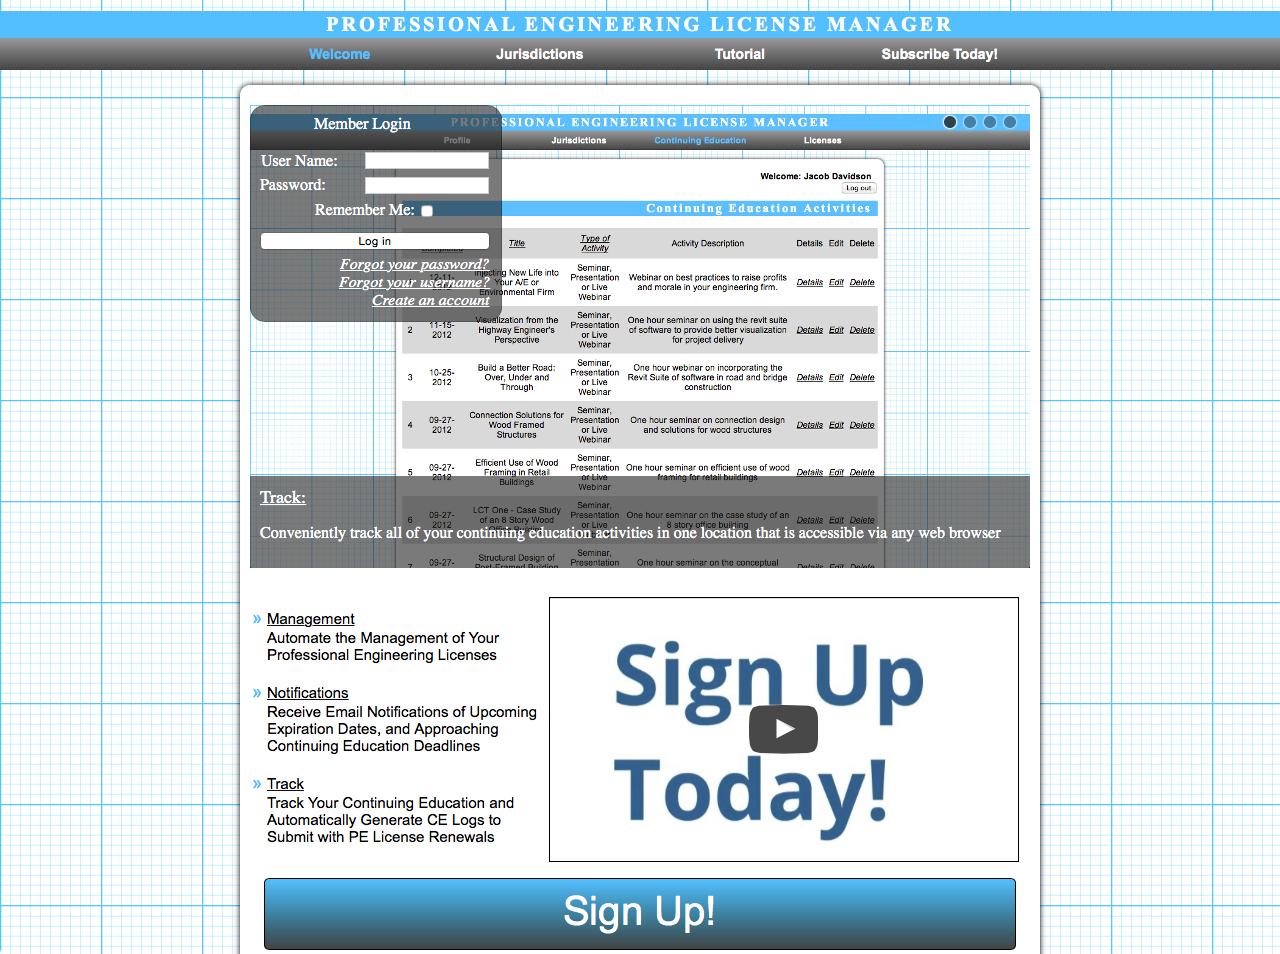 PROFESSIONAL ENGINEERING LICENSE MANAGER
Welcome Jurisdictions Tutorial Subscribe Today!
Member Login
User Name:
Password:
Remember Me:
Log in
Forgot your password?
Forgot your username?
Create an account
PROFESSIONAL ENGINEERING LICENSE MANAGER
Profile Jurisdictions Continuing Education Licenses
Welcome: Jacob Davidson
Log out
Continuing Education Activities
Title Type of Activity Activity Description Details Edit Delete
12-11- Injecting New Life into Your A/E or Environmental Firm Seminar, Presentation or Live Webinar Webinar on best practices to raise profits and morale in your engineering firm. Details Edit Delete
2 11-15-2012 Visualization from the Highway Engineer's Perspective Seminar, Presentation or Live Webinar One hour seminar on using the revit suite of software to provide better visualization for project delivery Details Edit Delete
3 10-25-2012 Build a Better Road: Over, Under and Through Seminar, Presentation or Live Webinar One hour webinar on incorporating the Revit Suite of software in road and bridge construction Details Edit Delete
4 09-27-2012 Connection Solutions for Wood Framed Structures Seminar, Presentation or Live Webinar One hour seminar on connection design and solutions for wood structures Details Edit Delete
5 09-27-2012 Efficient Use of Wood Framing in Retail Buildings Seminar, Presentation or Live Webinar One hour seminar on efficient use of wood framing for retail buildings Details Edit Delete
6 09-27-2012 LCT One - Case Study of an 8 Story Wood Seminar, Presentation or Live Webinar One hour seminar on the case study of an 8 story office building Details Edit Delete
7 09-27- Structural Design of Post-Framed Building Seminar, Presentation One hour seminar on the conceptual Details Edit Delete
Track:
Conveniently track all of your continuing education activities in one location that is accessible via any web browser
» Management
Automate the Management of Your
Professional Engineering Licenses
» Notifications
Receive Email Notifications of Upcoming
Expiration Dates, and Approaching
Continuing Education Deadlines
» Track
Track Your Continuing Education and
Automatically Generate CE Logs to
Submit with PE License Renewals
Sign Up
Today!
Sign Up!